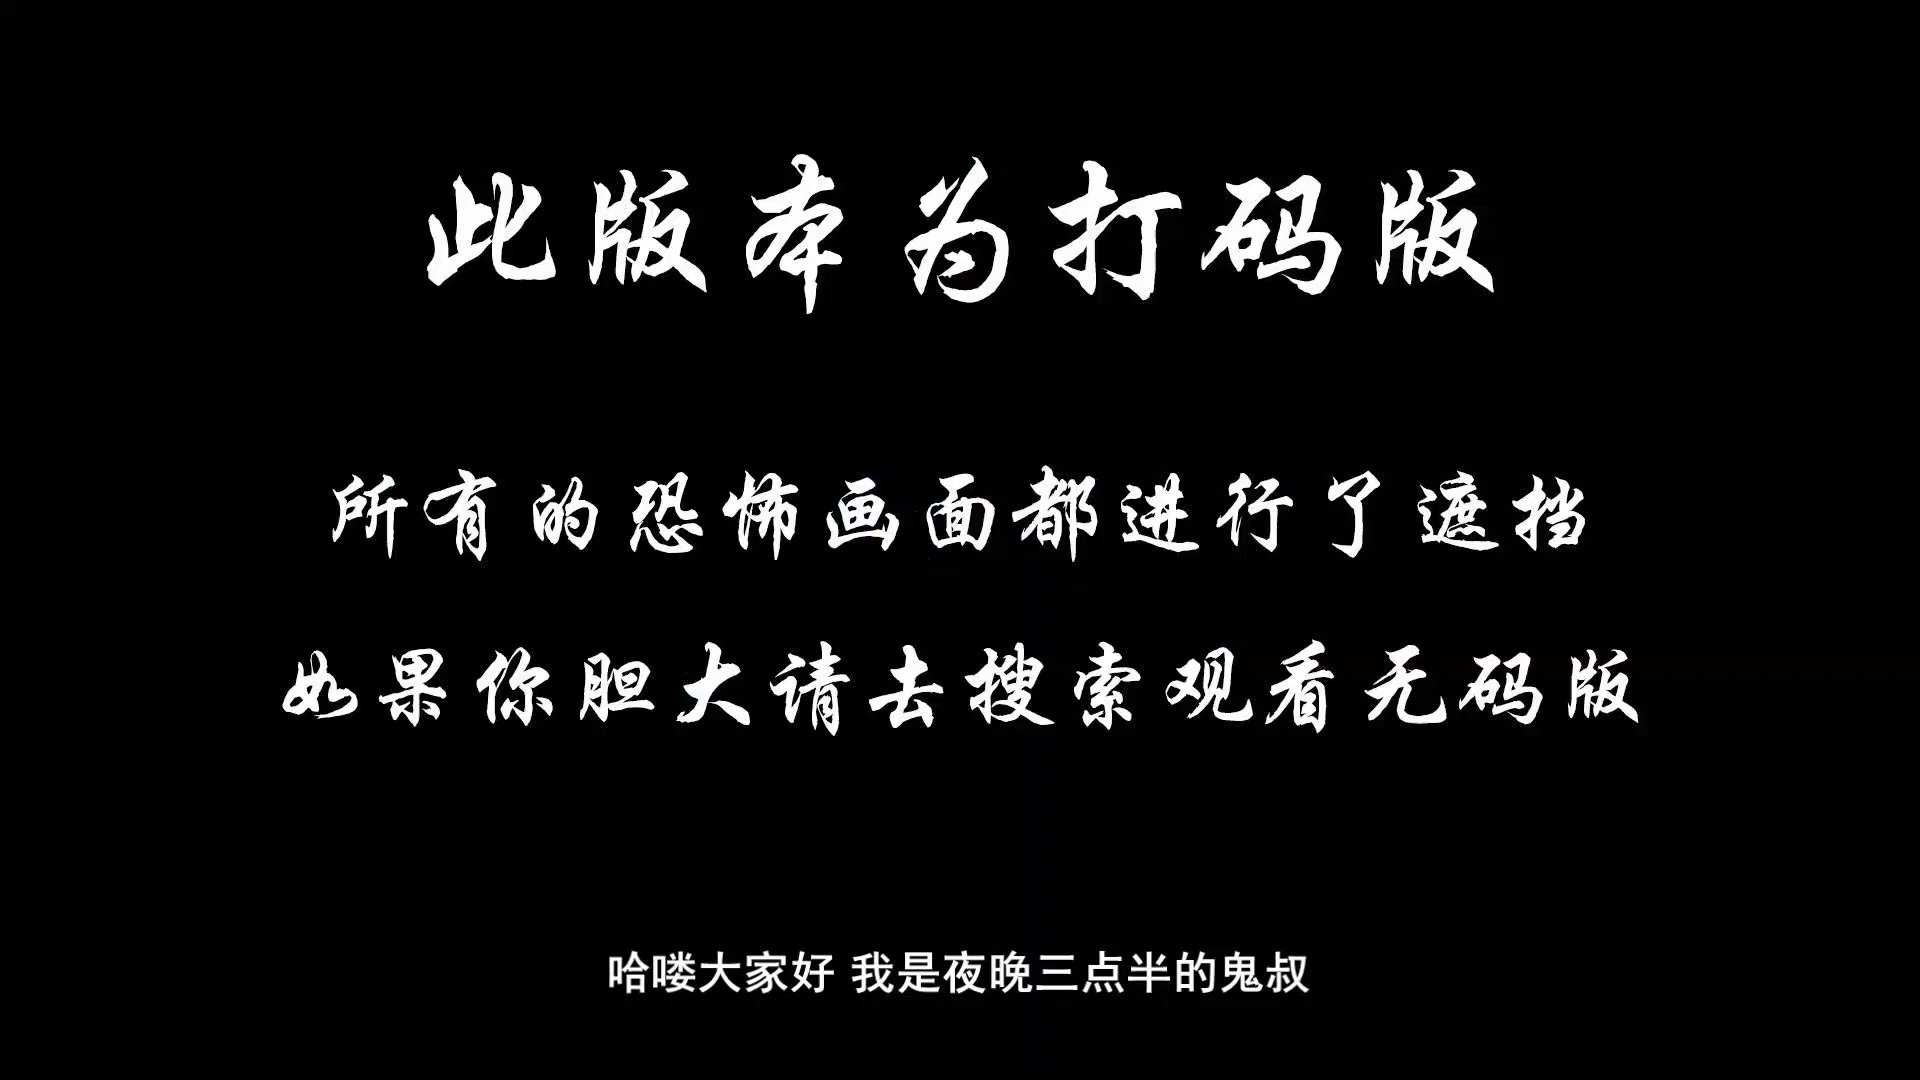 此版本为打码版
所有的恐怖画面都进行了遮挡
如果你胆大请去搜索观看无码版
哈喽大家好 我是夜晚三点半的鬼叔